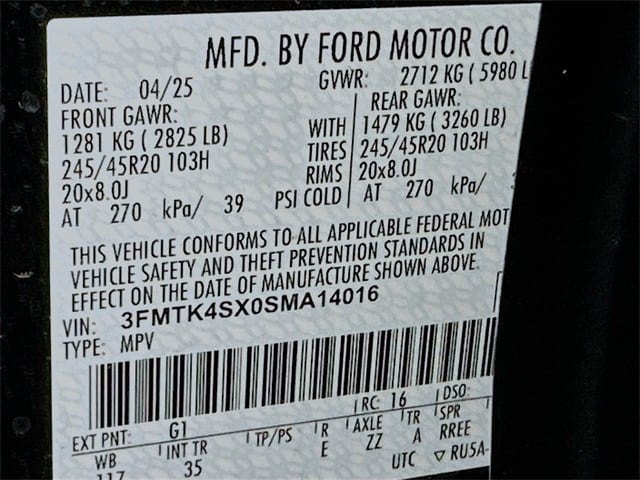 MFD. BY FORD MOTOR CO.
DATE: 04/25 GVWR: 2712 KG ( 5980 L
FRONT GAWR: REAR GAWR:
1281 KG ( 2825 LB) WITH 1479 KG ( 3260 LB)
245/45R20 103H TIRES 245/45R20 103H
20x8.0J RIMS 20x8.0J
AT 270 kPa/ 39 PSI COLD AT 270 kPa/
THIS VEHICLE CONFORMS TO ALL APPLICABLE FEDERAL MOT
VEHICLE SAFETY AND THEFT PREVENTION STANDARDS IN
EFFECT ON THE DATE OF MANUFACTURE SHOWN ABOVE.
VIN: 3FMTK4SX0SMA14016
TYPE: MPV
EXT PNT: G1 RC: 16 DSO:
WB INT TR TP/PS R AXLE TR SPR
117 35 E ZZ A RREE
UTC ▽ RU5A-